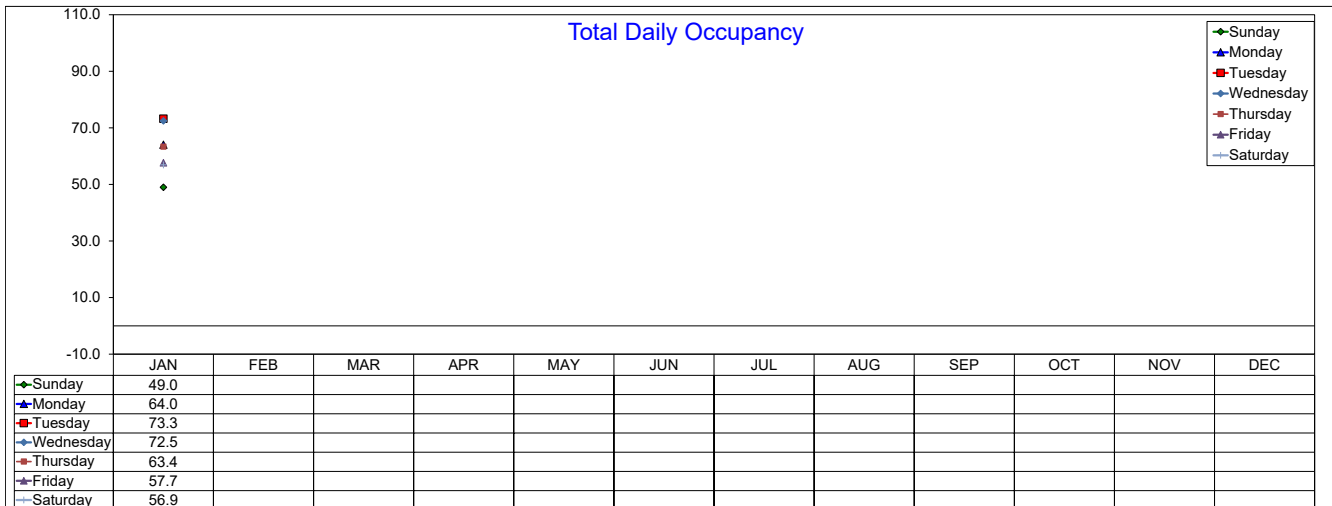 Total Daily Occupancy
110.0
90.0
70.0
50.0
30.0
10.0
-10.0
Sunday
Monday
Tuesday
Wednesday
Thursday
Friday
Saturday
JAN FEB MAR APR MAY JUN JUL AUG SEP OCT NOV DEC
Sunday 49.0
Monday 64.0
Tuesday 73.3
Wednesday 72.5
Thursday 63.4
Friday 57.7
Saturday 56.9